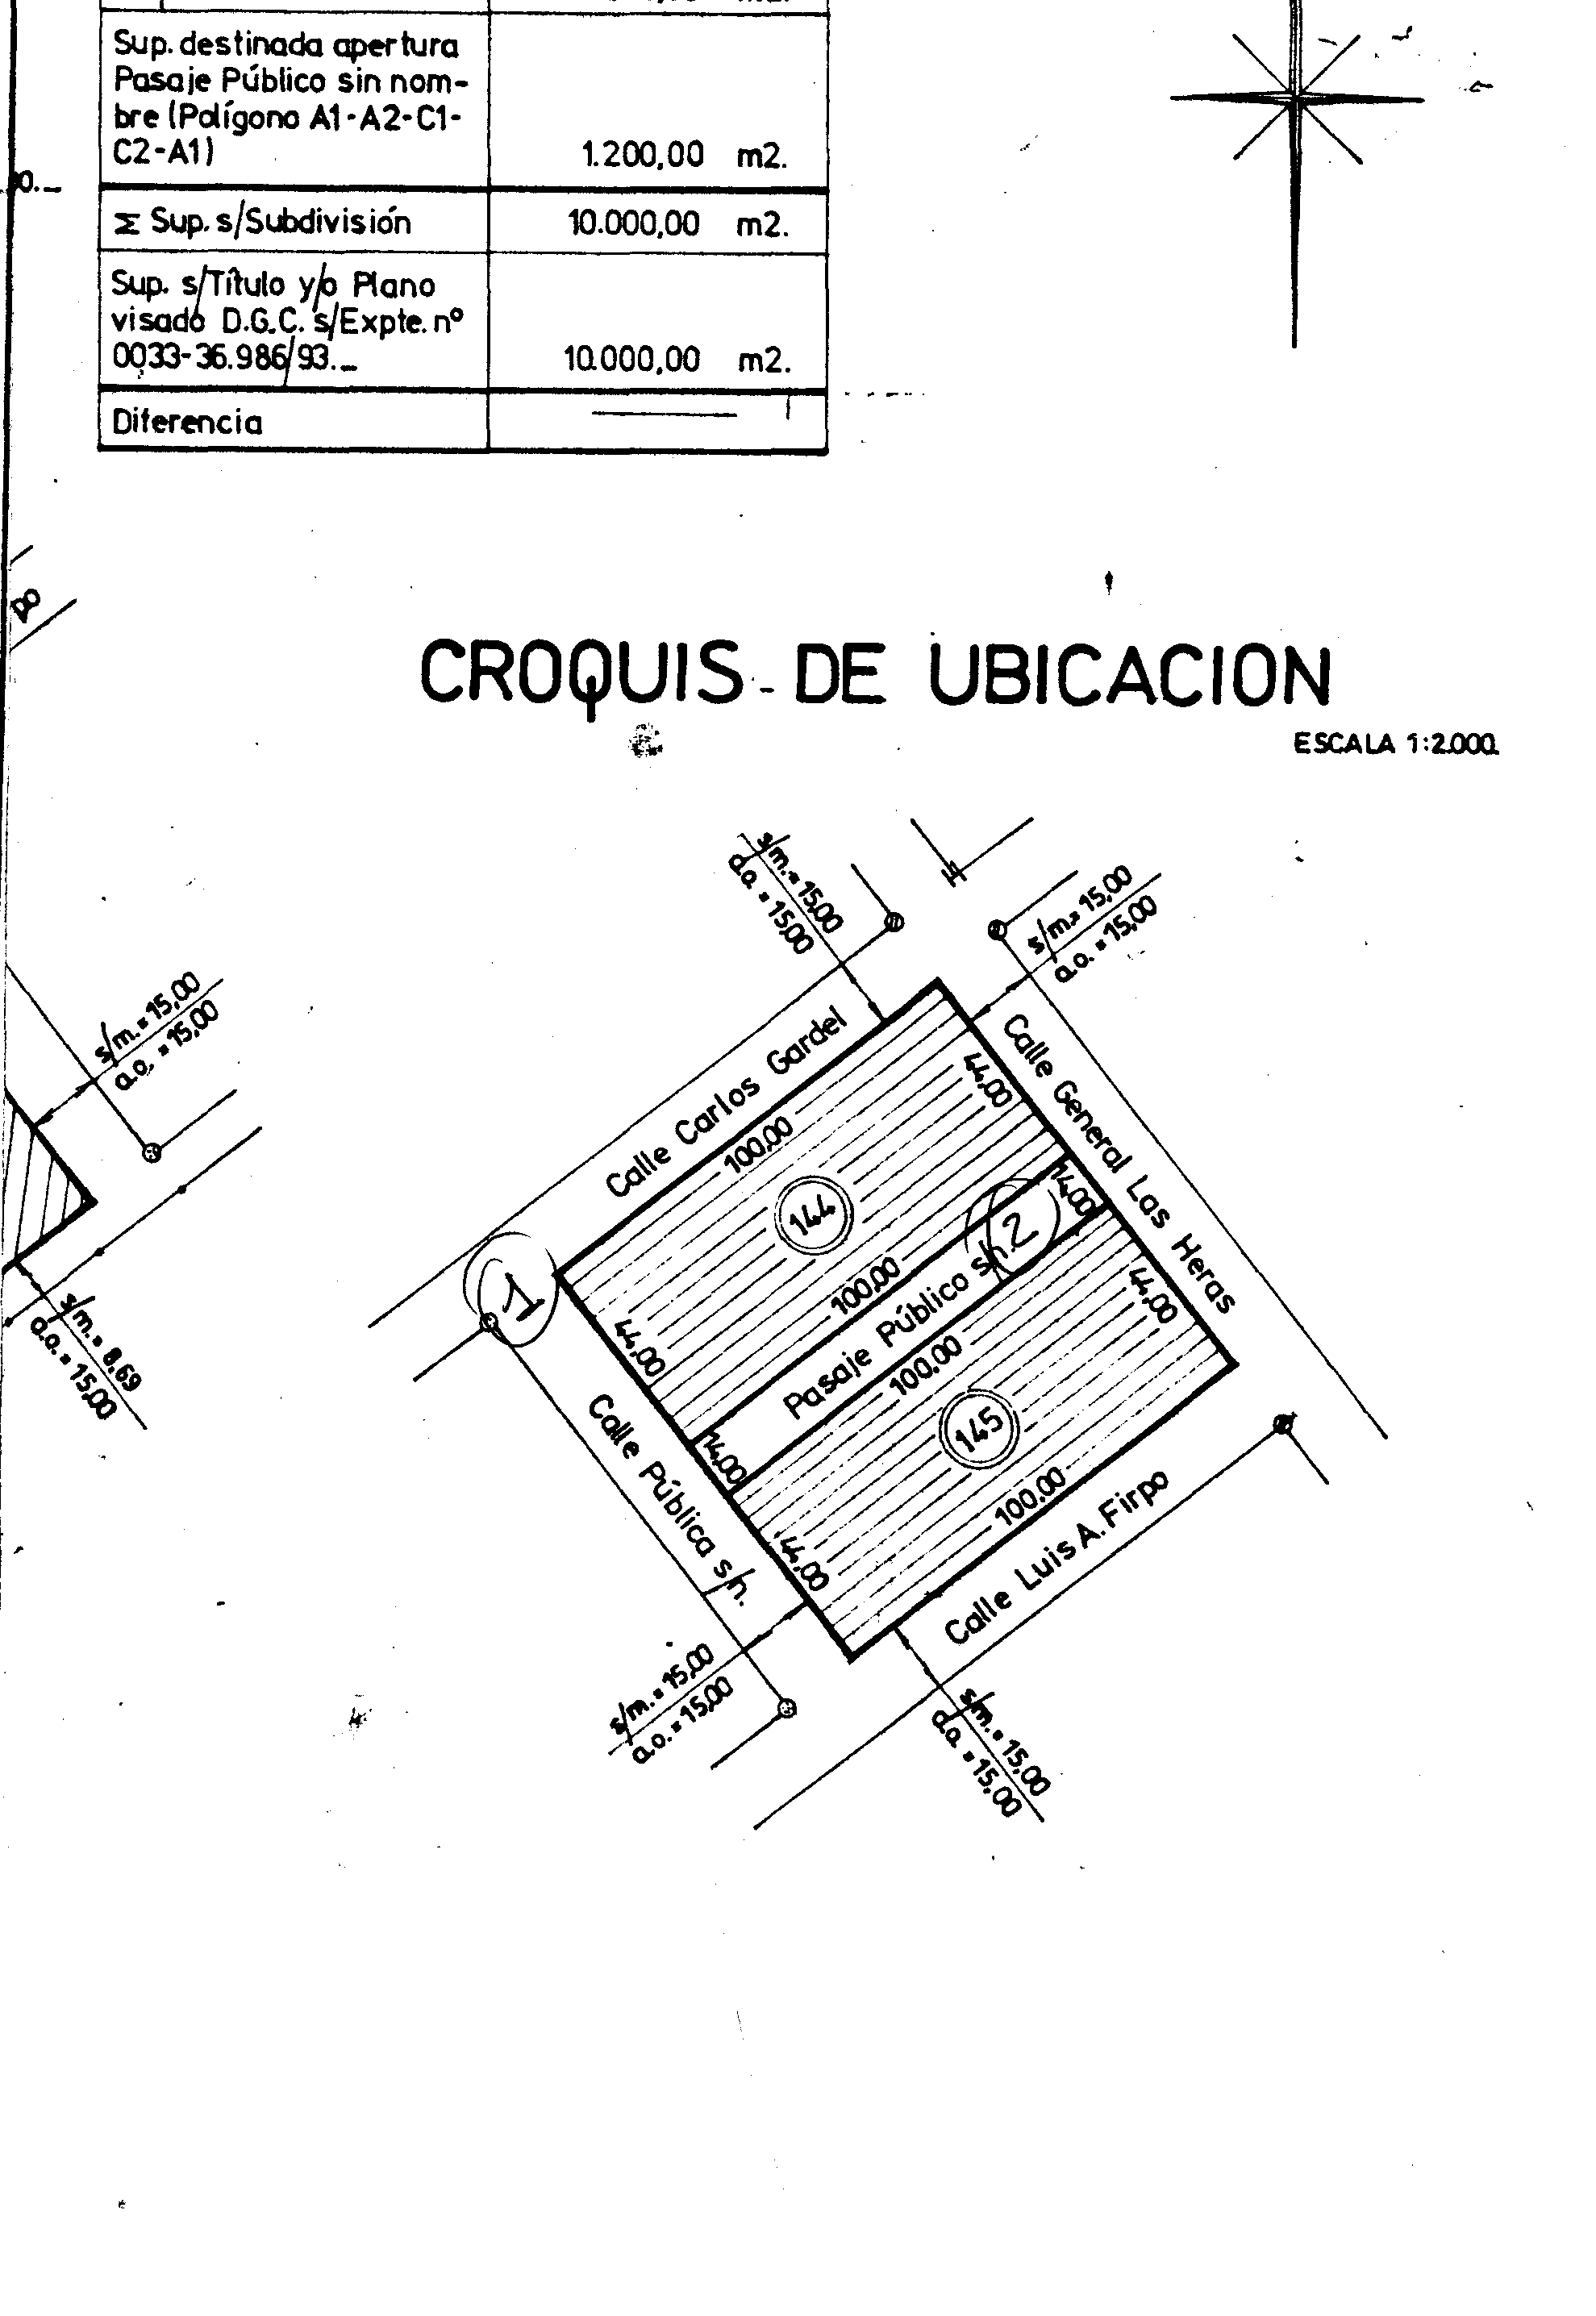 m2.
Sup. destinada apertura
Pasaje Público sin nom-
bre (Polígono A1-A2-C1-
C2-A1)
1.200,00 m2.
Σ Sup. s/Subdivisión
10.000,00 m2.
Sup. s/Título y/o Plano
visado D.G.C. s/Expte. nº
0033-36.986/93._
10.000,00 m2.
Diferencia
CROQUIS - DE UBICACION
ESCALA 1:2.000.
s/m. = 15,00
a.o. = 15,00
s/m. = 15,00
a.o. = 15,00
s/m. = 15,00
a.o. = 15,00
Calle Carlos Gardel
Calle General Las Heras
100,00
44,00
144
14,00
2
1
100,00
Pasaje Público s/n.
44,00
44,00
100,00
s/m. = 8,69
a.o. = 15,00
145
14,00
Calle Pública s/n.
100,00
44,00
Calle Luis A. Firpo
s/m. = 15,00
a.o. = 15,00
s/m. = 15,00
a.o. = 15,00